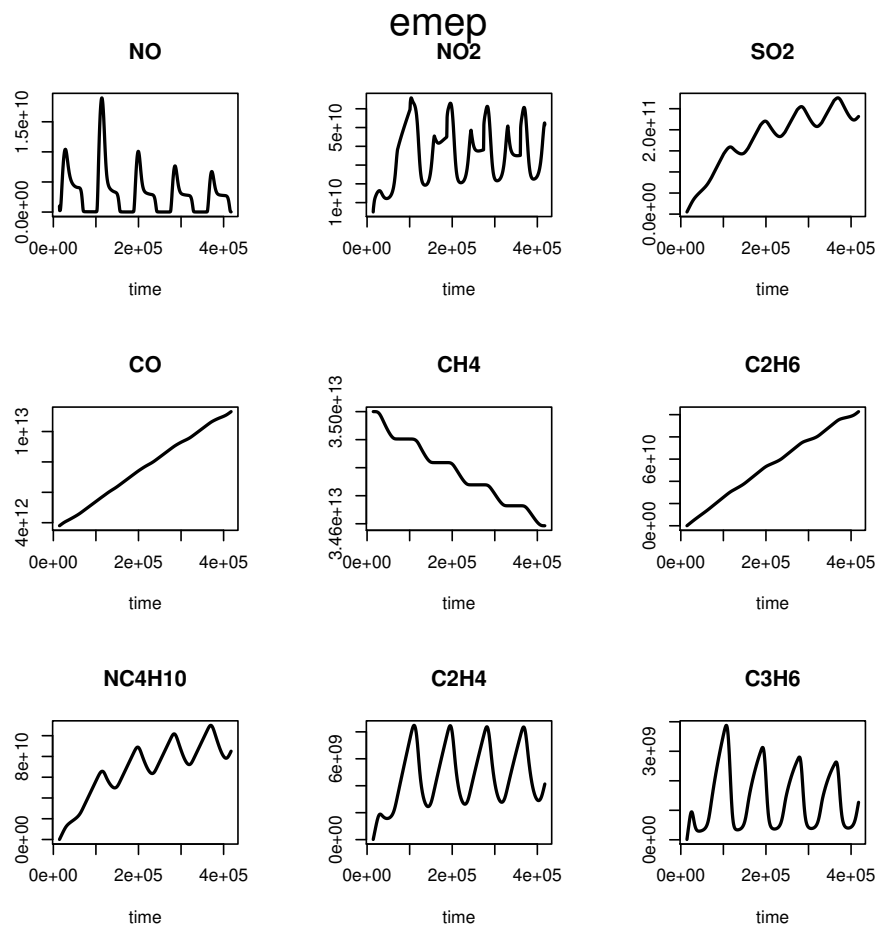 emep
NO NO2 SO2
0.0e+00 1.5e+10
0e+00 2e+05 4e+05
time
1e+10 5e+10
0e+00 2e+05 4e+05
time
0.0e+00 2.0e+11
0e+00 2e+05 4e+05
time
CO CH4 C2H6
4e+12 1e+13
0e+00 2e+05 4e+05
time
3.46e+13 3.50e+13
0e+00 2e+05 4e+05
time
0e+00 6e+10
0e+00 2e+05 4e+05
time
NC4H10 C2H4 C3H6
0e+00 8e+10
0e+00 2e+05 4e+05
time
0e+00 6e+09
0e+00 2e+05 4e+05
time
0e+00 3e+09
0e+00 2e+05 4e+05
time